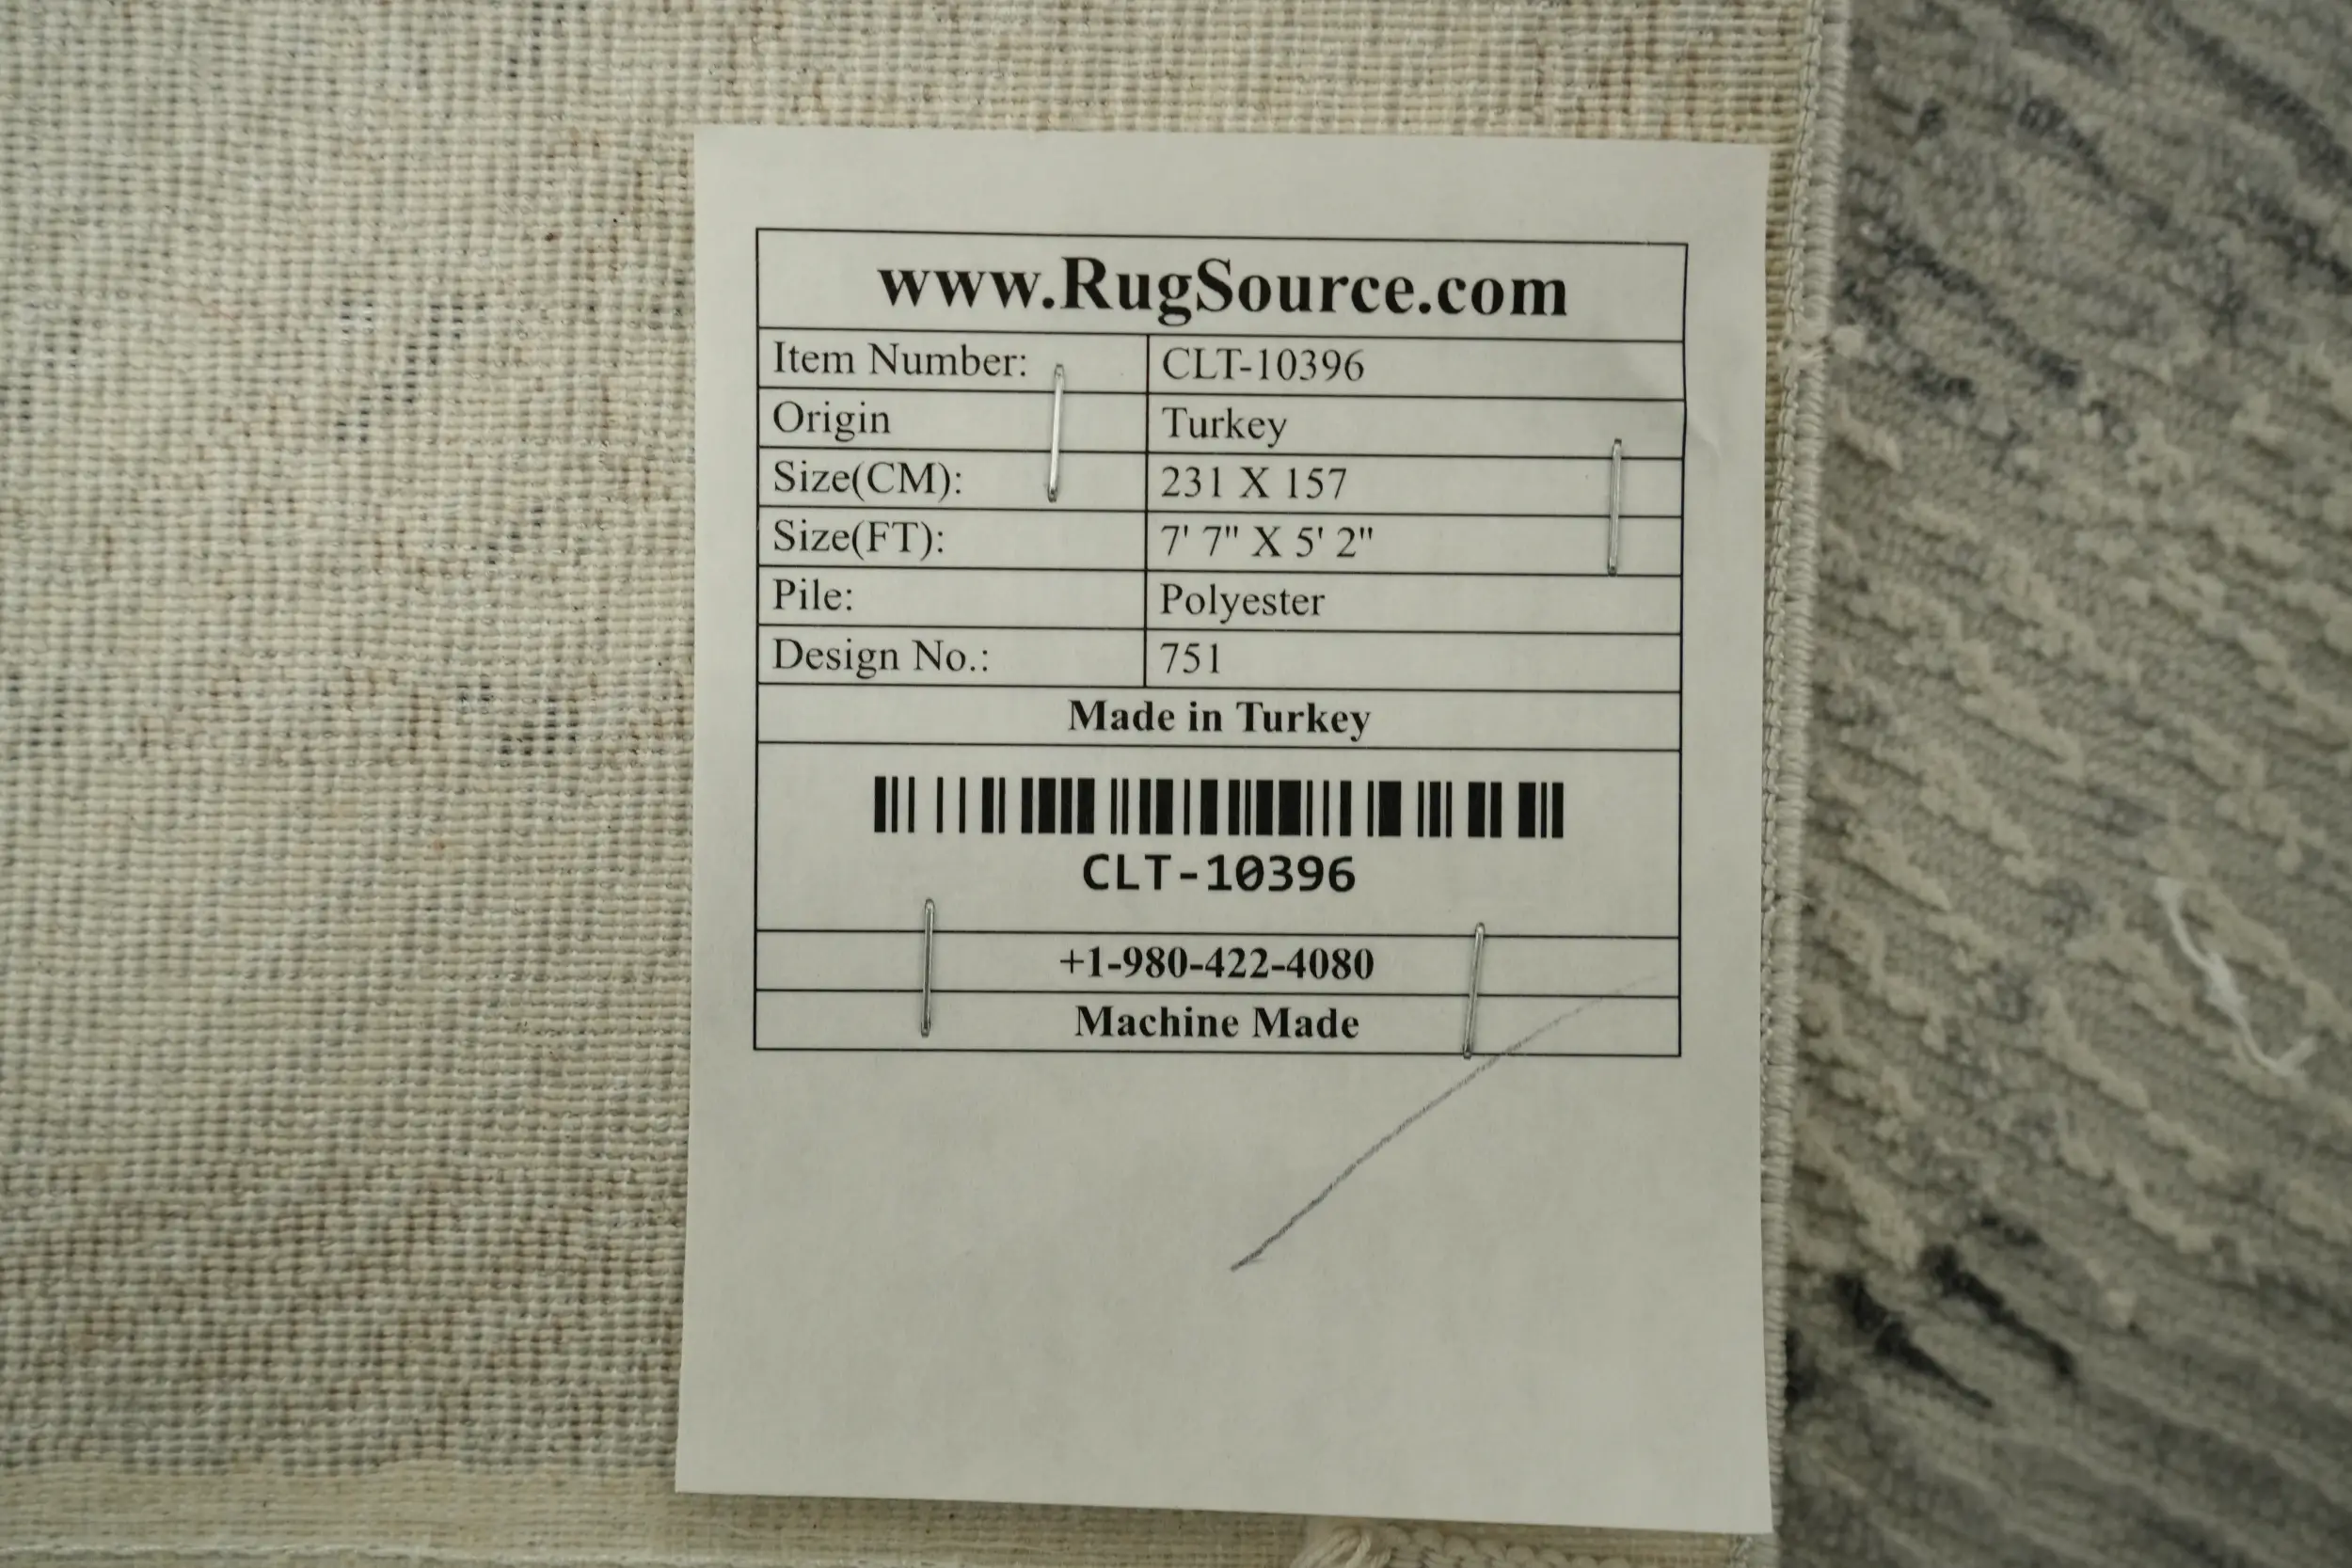 www.RugSource.com
Item Number: CLT-10396
Origin Turkey
Size(CM): 231 X 157
Size(FT): 7' 7" X 5' 2"
Pile: Polyester
Design No.: 751
Made in Turkey
CLT-10396
+1-980-422-4080
Machine Made